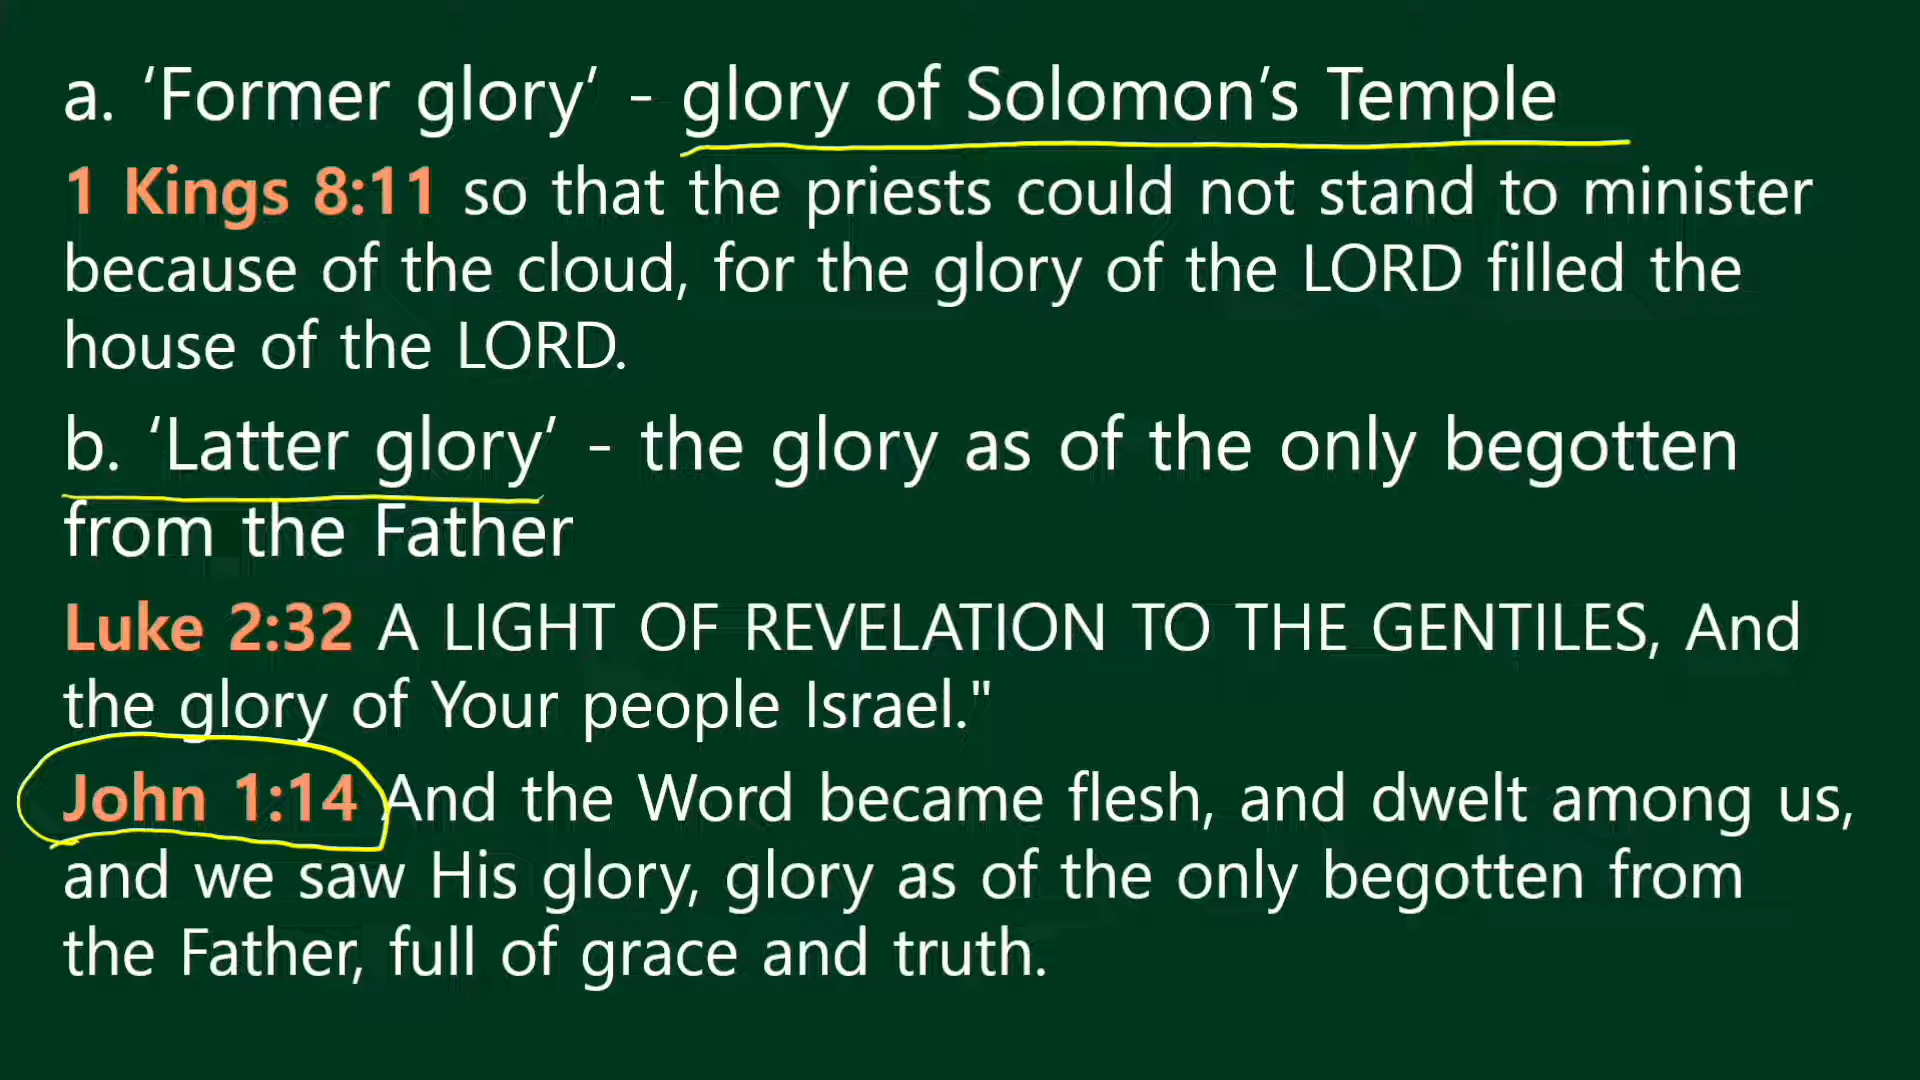 a. ‘Former glory’ - glory of Solomon’s Temple
1 Kings 8:11 so that the priests could not stand to minister
because of the cloud, for the glory of the LORD filled the
house of the LORD.
b. ‘Latter glory’ - the glory as of the only begotten
from the Father
Luke 2:32 A LIGHT OF REVELATION TO THE GENTILES, And
the glory of Your people Israel."
John 1:14 And the Word became flesh, and dwelt among us,
and we saw His glory, glory as of the only begotten from
the Father, full of grace and truth.